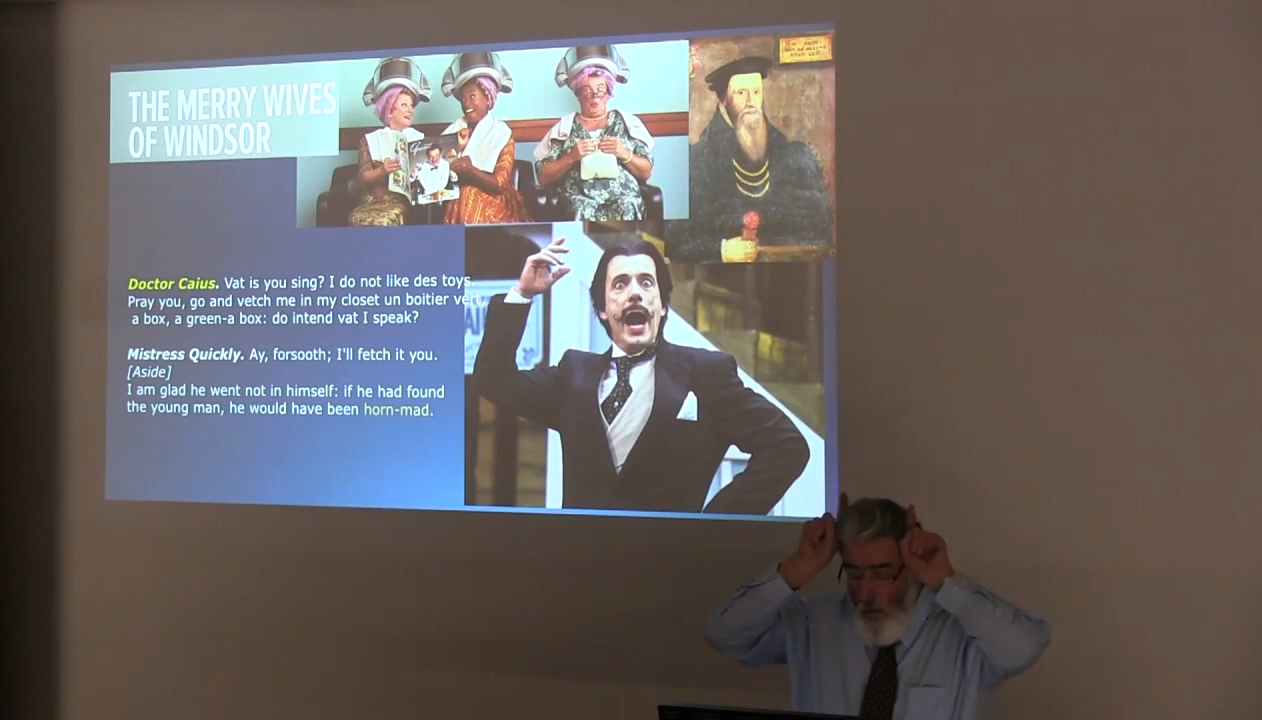 THE MERRY WIVES
OF WINDSOR
Doctor Caius. Vat is you sing? I do not like des toys.
Pray you, go and vetch me in my closet un boitier vert,
a box, a green-a box: do intend vat I speak?
Mistress Quickly. Ay, forsooth; I'll fetch it you.
[Aside]
I am glad he went not in himself: if he had found
the young man, he would have been horn-mad.